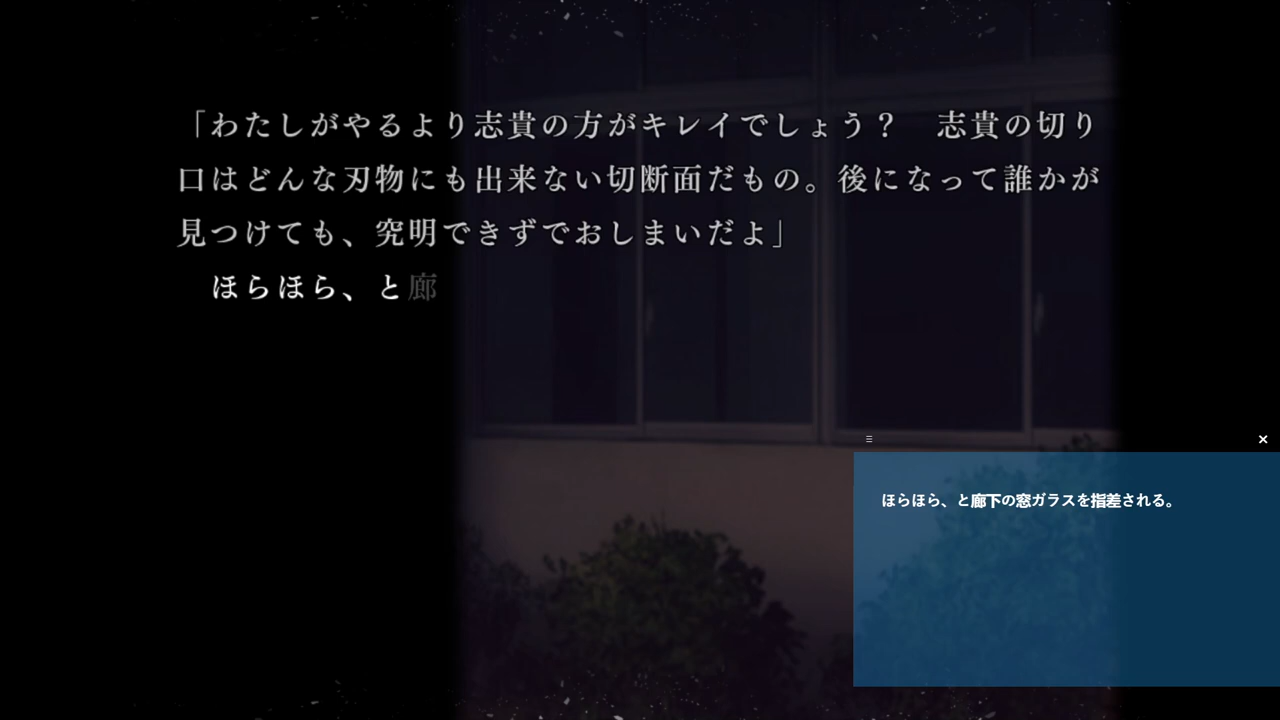 「わたしがやるより志貴の方がキレイでしょう？　志貴の切り
口はどんな刃物にも出来ない切断面だもの。後になって誰かが
見つけても、究明できずでおしまいだよ」
ほらほら、と廊
ほらほら、と廊下の窓ガラスを指差される。